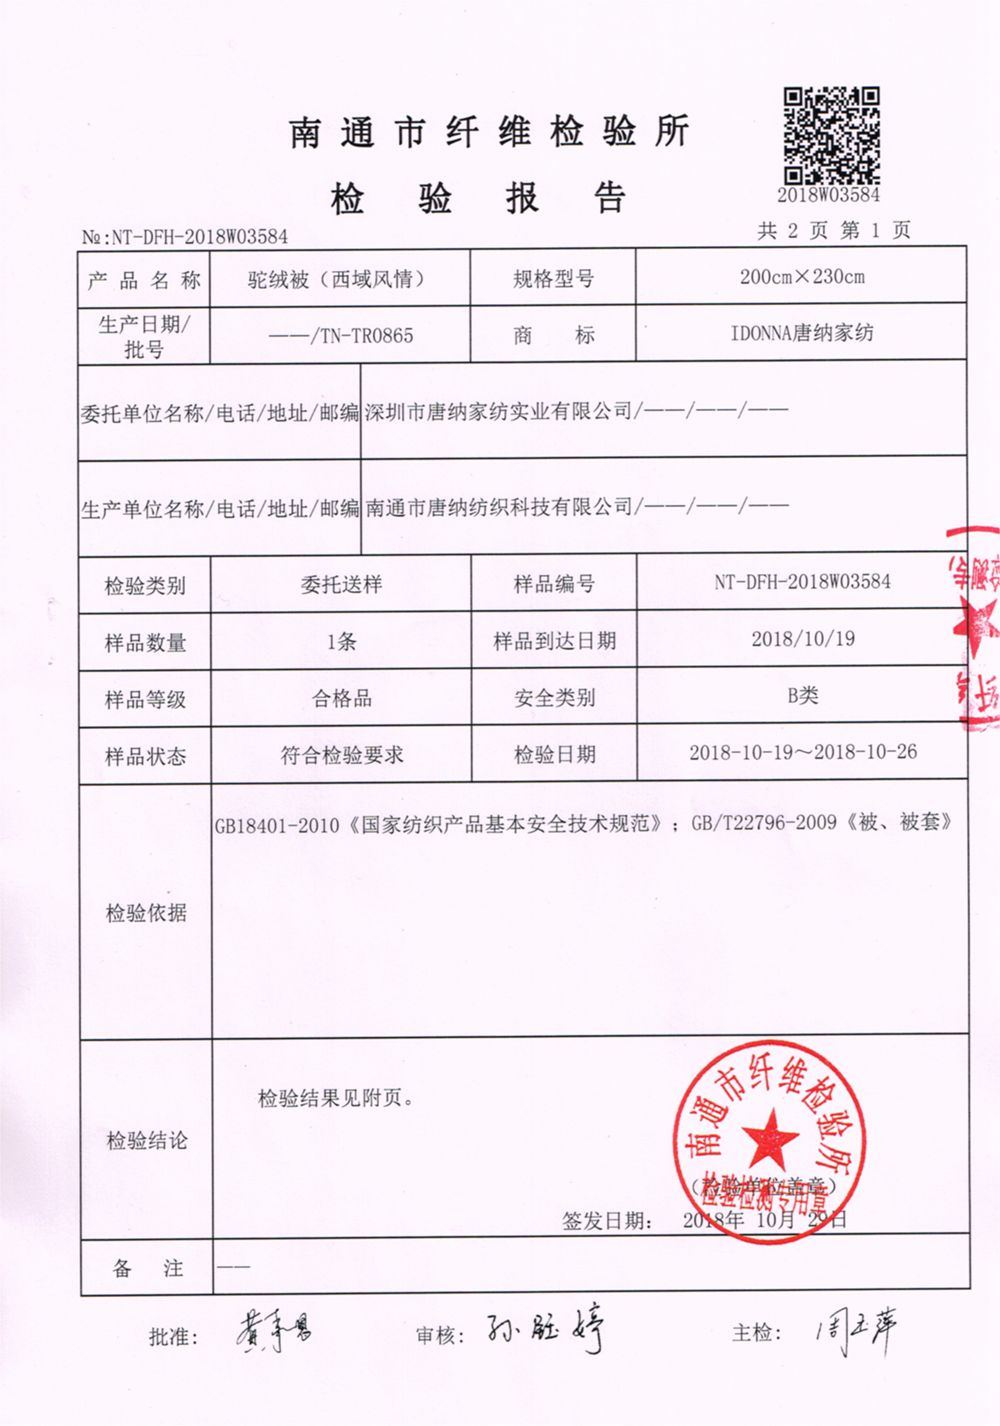 南通市纤维检验所
检验报告
2018W03584
№:NT-DFH-2018W03584
共 2 页 第 1 页
产品名称 驼绒被（西域风情） 规格型号 200cm×230cm
生产日期/批号 ——/TN-TR0865 商标 IDONNA唐纳家纺
委托单位名称/电话/地址/邮编 深圳市唐纳家纺实业有限公司/——/——/——
生产单位名称/电话/地址/邮编 南通市唐纳纺织科技有限公司/——/——/——
检验类别 委托送样 样品编号 NT-DFH-2018W03584
样品数量 1条 样品到达日期 2018/10/19
样品等级 合格品 安全类别 B类
样品状态 符合检验要求 检验日期 2018-10-19～2018-10-26
检验依据 GB18401-2010《国家纺织产品基本安全技术规范》；GB/T22796-2009《被、被套》
检验结论 检验结果见附页。
南通市纤维检验所
检验检测专用章
（检验单位盖章）
签发日期： 2018年 10月 29日
备注 ——
批准： 审核： 主检： 周玉萍